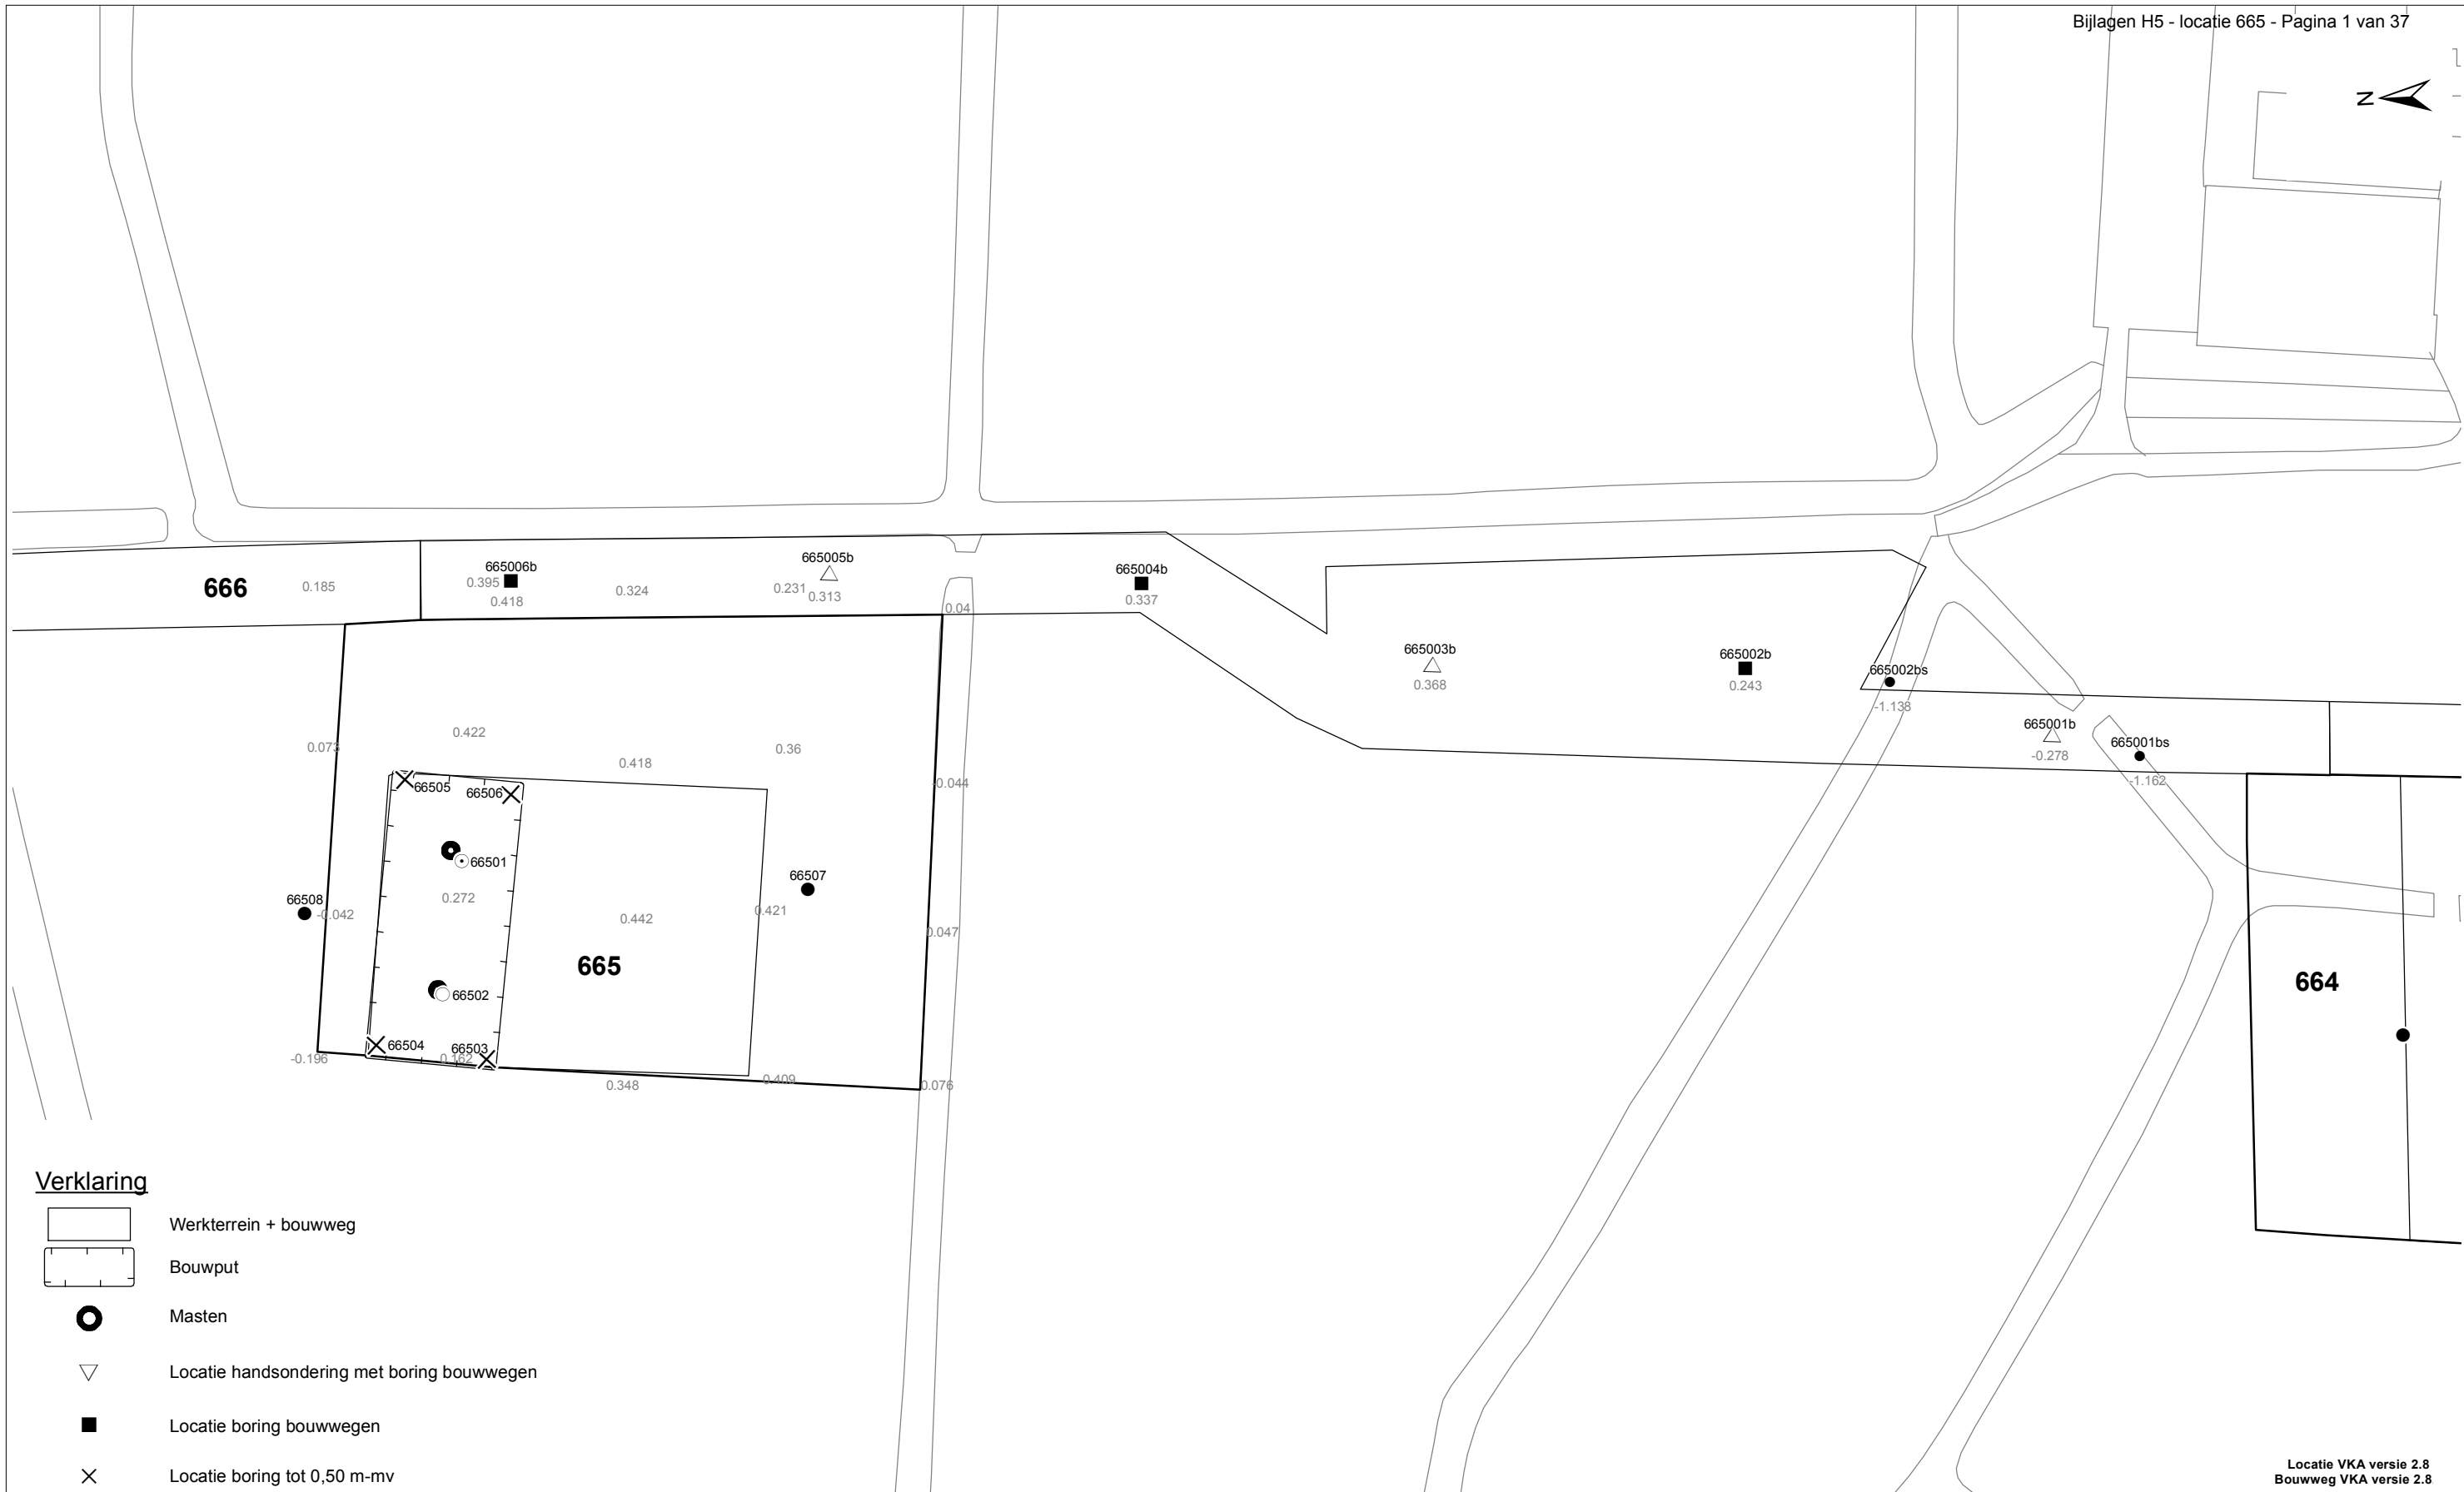 Bijlagen H5 - locatie 665 - Pagina 1 van 37
N
665005b
665006b
665004b
666
0.185
0.395
0.418
0.324
0.231
0.313
0.337
0.04
665003b
0.368
665002b
0.243
665002bs
-1.138
665001b
-0.278
665001bs
-1.162
0.073
0.422
0.418
0.36
-0.044
66505
66506
66501
66507
66508
-0.042
0.272
0.442
0.421
0.047
665
664
66502
66504
66503
-0.196
0.162
0.348
0.409
0.076
Verklaring
Werkterrein + bouwweg
Bouwput
Masten
Locatie handsondering met boring bouwwegen
Locatie boring bouwwegen
Locatie boring tot 0,50 m-mv
Locatie VKA versie 2.8
Bouwweg VKA versie 2.8